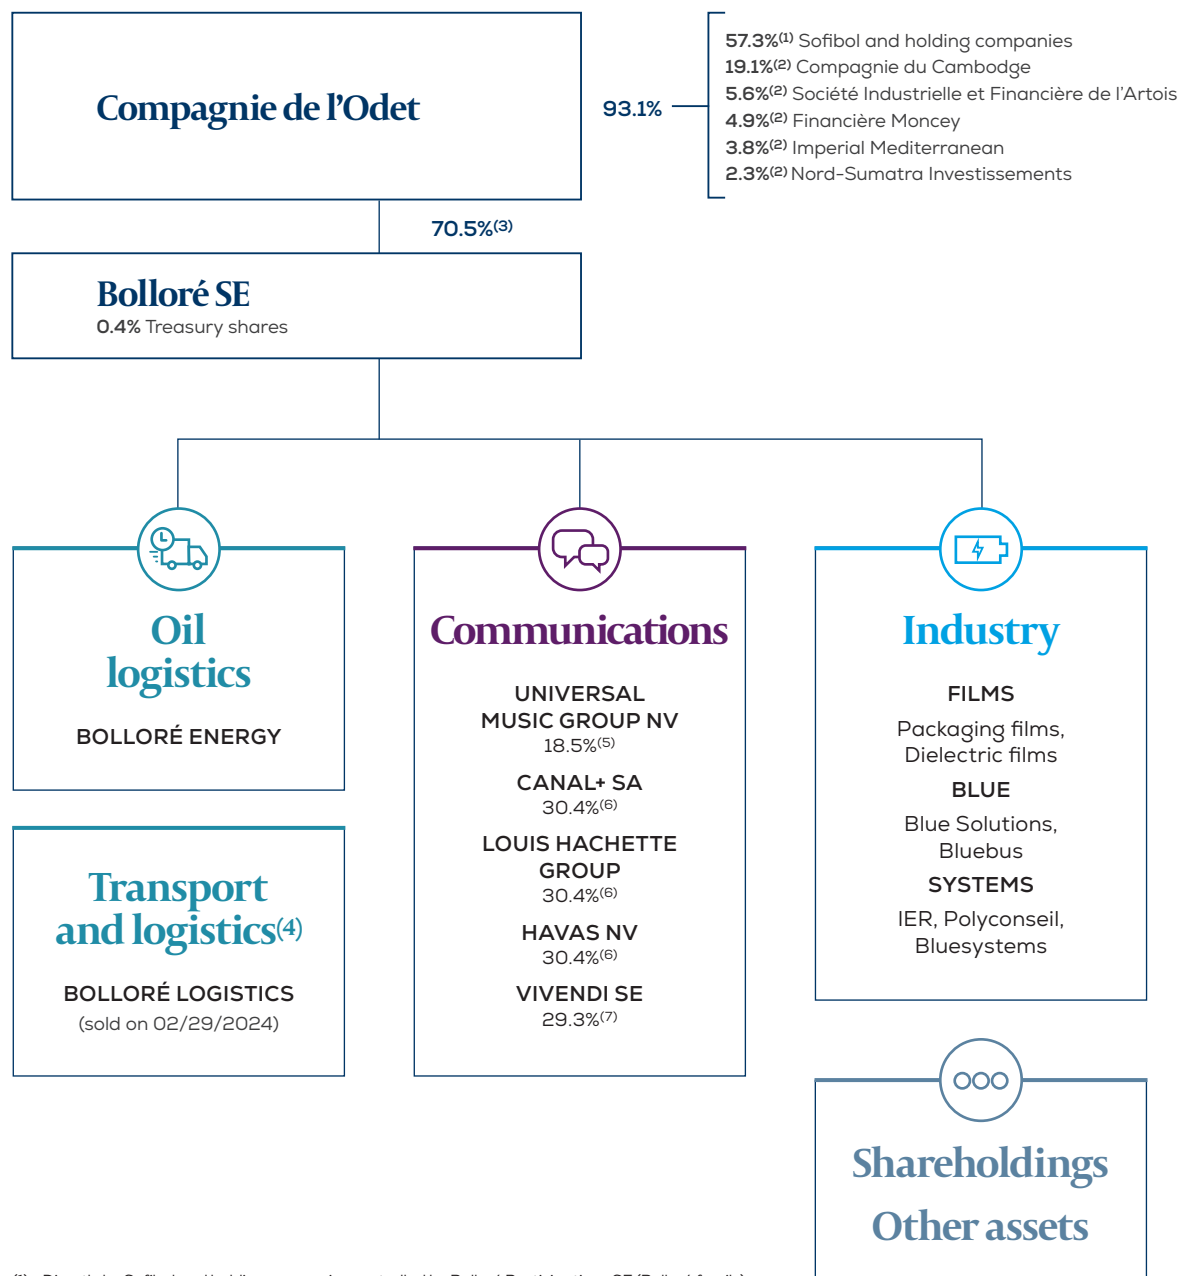 Compagnie de l’Odet
93.1%
57.3%(1) Sofibol and holding companies
19.1%(2) Compagnie du Cambodge
5.6%(2) Société Industrielle et Financière de l’Artois
4.9%(2) Financière Moncey
3.8%(2) Imperial Mediterranean
2.3%(2) Nord-Sumatra Investissements
70.5%(3)
Bolloré SE
0.4% Treasury shares
Oil
logistics
BOLLORÉ ENERGY
Transport
and logistics(4)
BOLLORÉ LOGISTICS
(sold on 02/29/2024)
Communications
UNIVERSAL
MUSIC GROUP NV
18.5%(5)
CANAL+ SA
30.4%(6)
LOUIS HACHETTE
GROUP
30.4%(6)
HAVAS NV
30.4%(6)
VIVENDI SE
29.3%(7)
Industry
FILMS
Packaging films,
Dielectric films
BLUE
Blue Solutions,
Bluebus
SYSTEMS
IER, Polyconseil,
Bluesystems
Shareholdings
Other assets